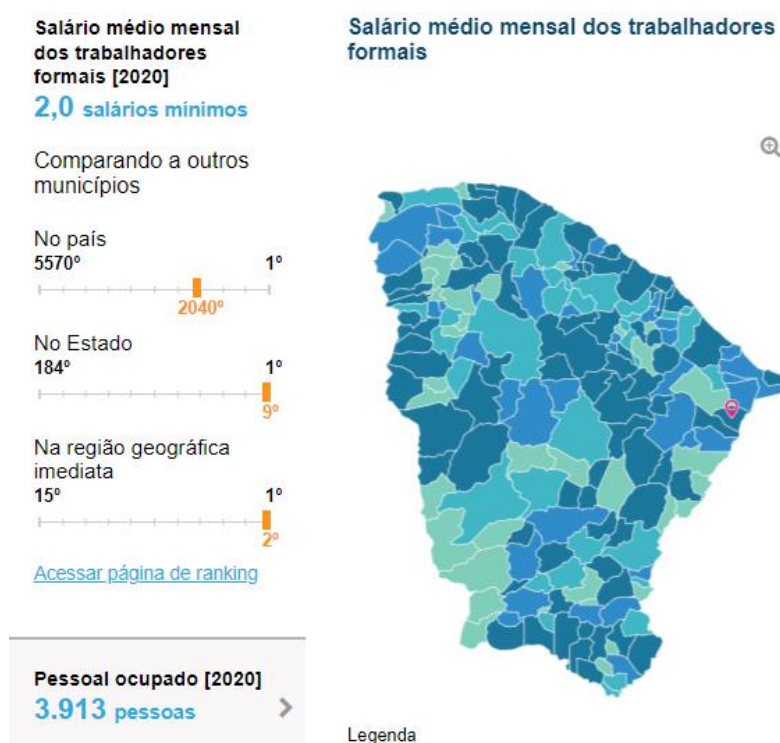 Salário médio mensal
dos trabalhadores
formais [2020]
2,0 salários mínimos
Comparando a outros
municípios
No país
5570º 1º
2040º
No Estado
184º 1º
9º
Na região geográfica
imediata
15º 1º
2º
Acessar página de ranking
Pessoal ocupado [2020]
3.913 pessoas
Salário médio mensal dos trabalhadores
formais
Legenda